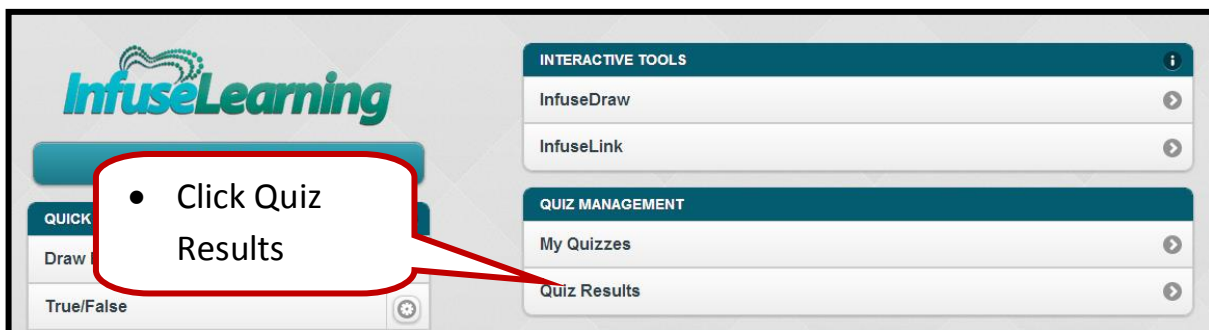 InfuseLearning
QUICK
Draw
True/False
• Click Quiz
Results
INTERACTIVE TOOLS
InfuseDraw
InfuseLink
QUIZ MANAGEMENT
My Quizzes
Quiz Results